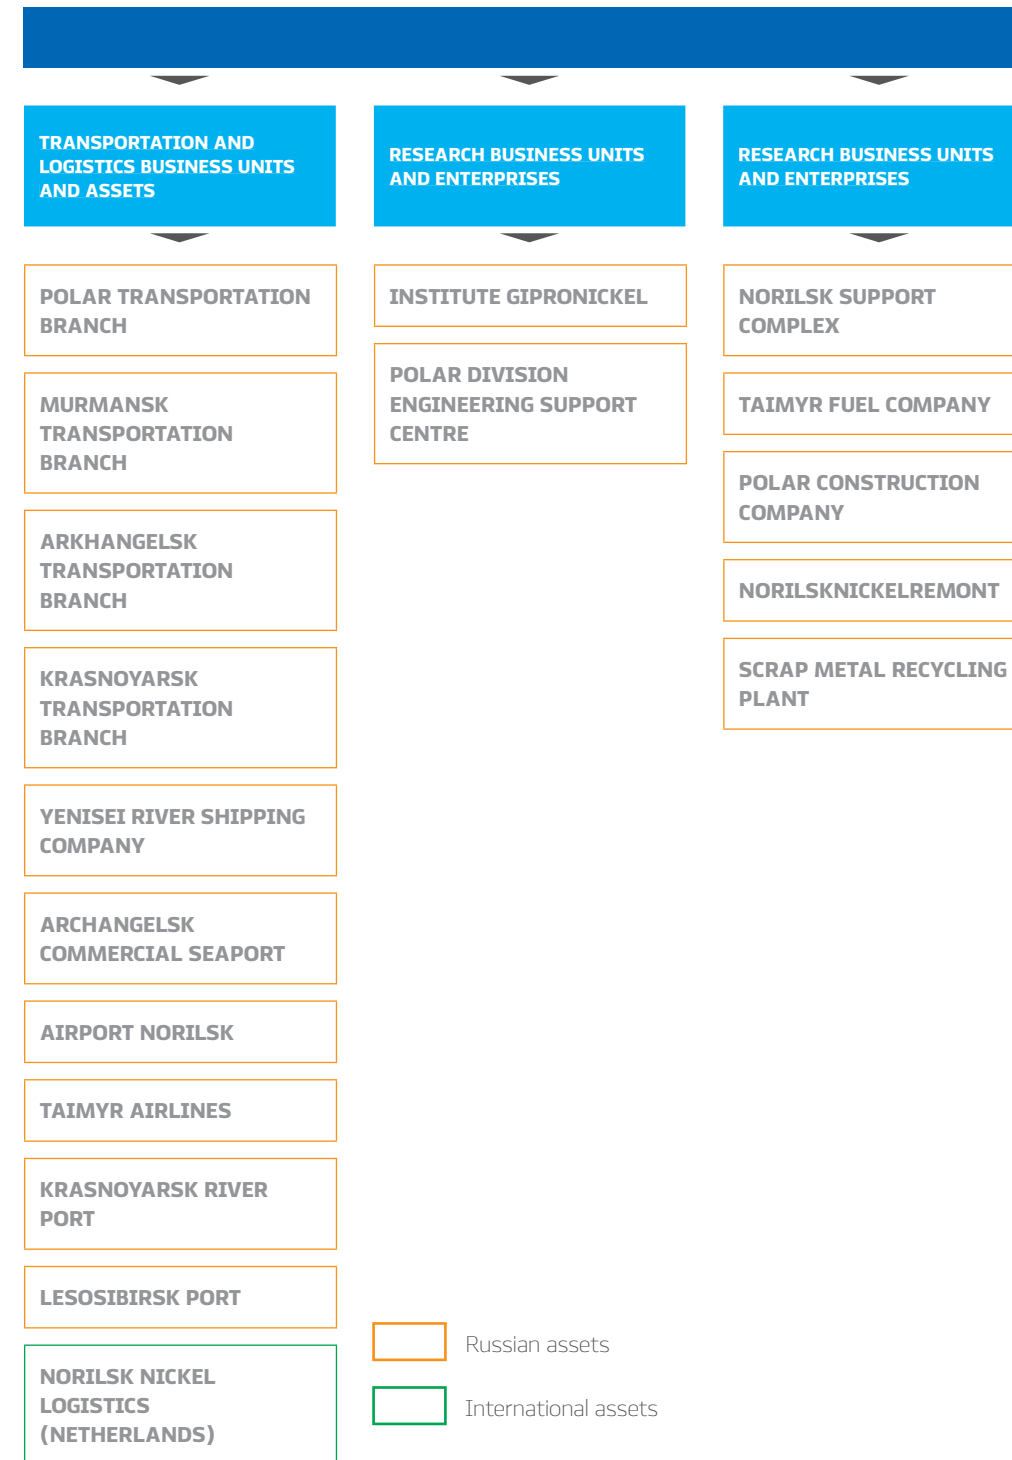 TRANSPORTATION AND
LOGISTICS BUSINESS UNITS
AND ASSETS
POLAR TRANSPORTATION
BRANCH
MURMANSK
TRANSPORTATION
BRANCH
ARKHANGELSK
TRANSPORTATION
BRANCH
KRASNOYARSK
TRANSPORTATION
BRANCH
YENISEI RIVER SHIPPING
COMPANY
ARCHANGELSK
COMMERCIAL SEAPORT
AIRPORT NORILSK
TAIMYR AIRLINES
KRASNOYARSK RIVER
PORT
LESOSIBIRSK PORT
NORILSK NICKEL
LOGISTICS
(NETHERLANDS)
RESEARCH BUSINESS UNITS
AND ENTERPRISES
INSTITUTE GIPRONICKEL
POLAR DIVISION
ENGINEERING SUPPORT
CENTRE
RESEARCH BUSINESS UNITS
AND ENTERPRISES
NORILSK SUPPORT
COMPLEX
TAIMYR FUEL COMPANY
POLAR CONSTRUCTION
COMPANY
NORILSKNICKELREMONT
SCRAP METAL RECYCLING
PLANT
Russian assets
International assets